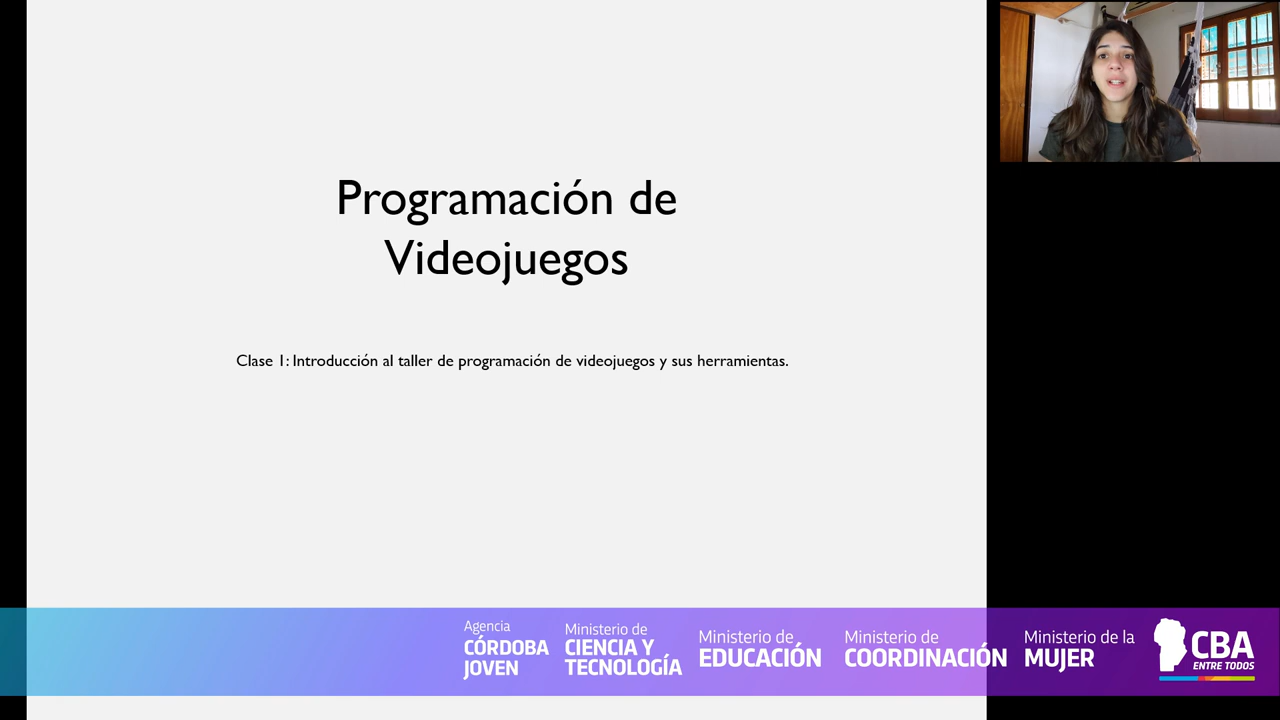 Programación de
Videojuegos
Clase 1: Introducción al taller de programación de videojuegos y sus herramientas.
Agencia
CÓRDOBA
JOVEN
Ministerio de
CIENCIA Y
TECNOLOGÍA
Ministerio de
EDUCACIÓN
Ministerio de
COORDINACIÓN
Ministerio de la
MUJER
CBA
ENTRE TODOS